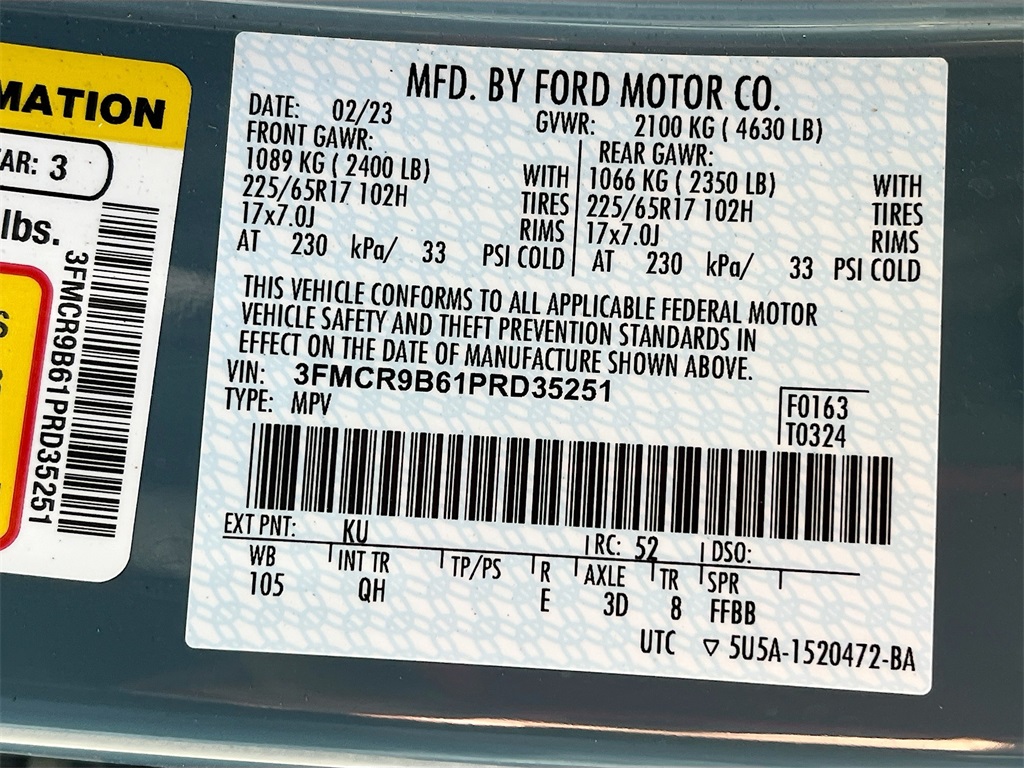 MATION
AR: 3
lbs.
3FMCR9B61PRD35251
MFD. BY FORD MOTOR CO.
DATE: 02/23 GVWR: 2100 KG ( 4630 LB)
FRONT GAWR: REAR GAWR:
1089 KG ( 2400 LB) WITH 1066 KG ( 2350 LB) WITH
225/65R17 102H TIRES 225/65R17 102H TIRES
17x7.0J RIMS 17x7.0J RIMS
AT 230 kPa/ 33 PSI COLD AT 230 kPa/ 33 PSI COLD
THIS VEHICLE CONFORMS TO ALL APPLICABLE FEDERAL MOTOR
VEHICLE SAFETY AND THEFT PREVENTION STANDARDS IN
EFFECT ON THE DATE OF MANUFACTURE SHOWN ABOVE.
VIN: 3FMCR9B61PRD35251
TYPE: MPV
F0163
T0324
EXT PNT: KU RC: 52 DSO:
WB INT TR TP/PS R AXLE TR SPR
105 QH E 3D 8 FFBB
UTC ▽ 5U5A-1520472-BA